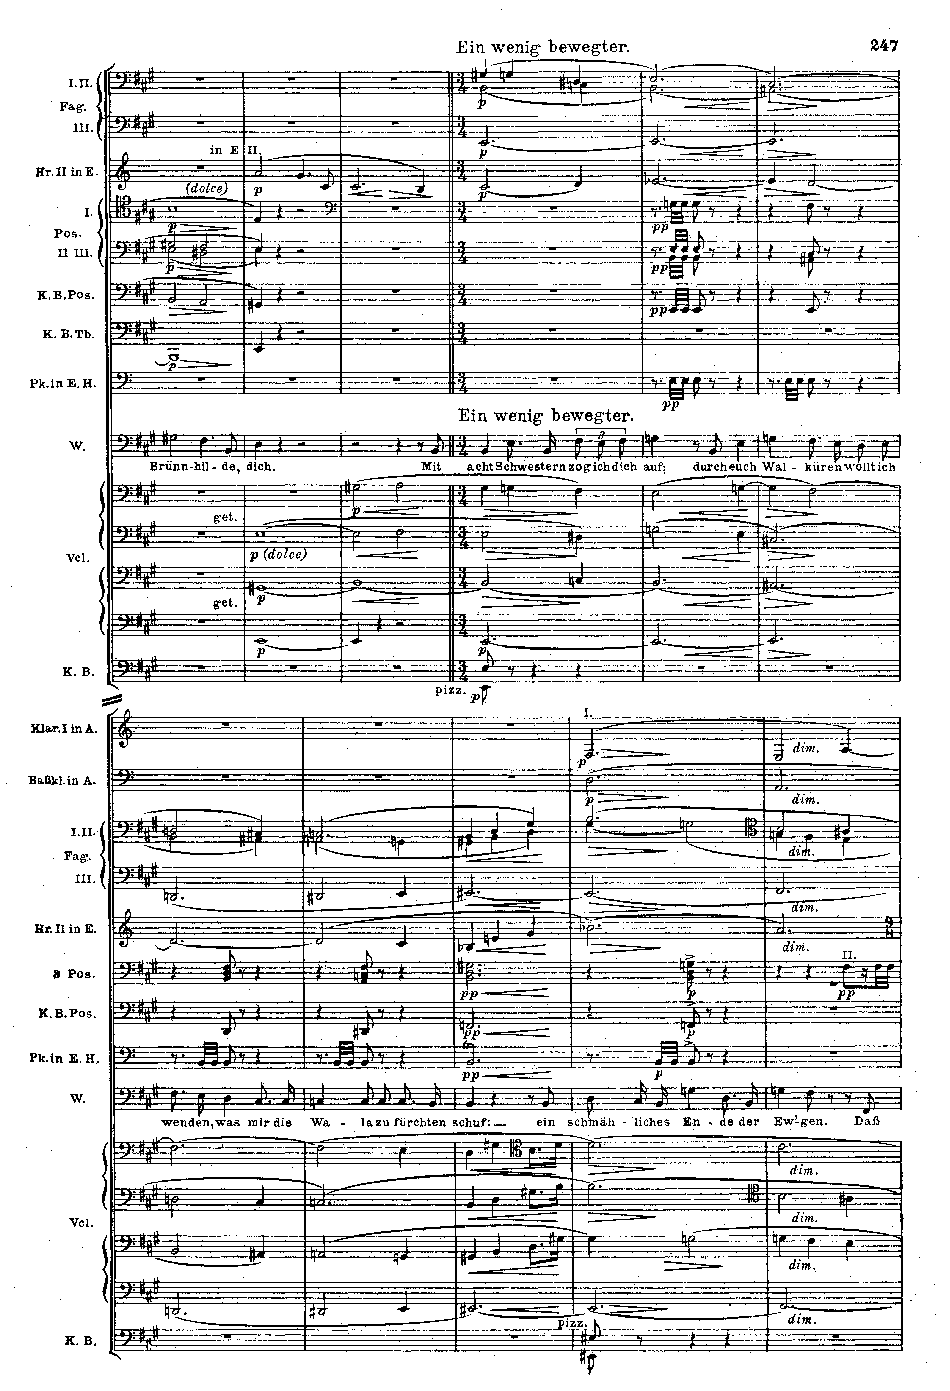 Ein wenig bewegter. 247
I. II.
Fag.
III.
in E II.
Hr. II in E.
(dolce) p p
I.
Pos. p pp
II III.
p pp
K. B. Pos.
pp
K. B. Tb.
p
Pk. in E. H.
pp
Ein wenig bewegter.
W.
Brünn-hil-de, dich. Mit acht Schwestern zog ich dich auf; durch euch Wal-küren wollt ich
p
get.
p (dolce)
Vcl.
get. p
p p
K. B.
pizz. p
I.
Klar. I in A.
p dim.
Baßkl. in A.
p dim.
I. II.
Fag. dim.
III.
dim.
Hr. II in E.
dim.
II.
3 Pos.
pp p pp
K. B. Pos.
pp p
Pk. in E. H.
pp p
W.
wenden, was mir die Wa-la zu fürchten schuf:— ein schmäh-liches En-de der Ew'-gen. Daß
dim.
Vcl. dim.
dim.
pizz. dim.
K. B.